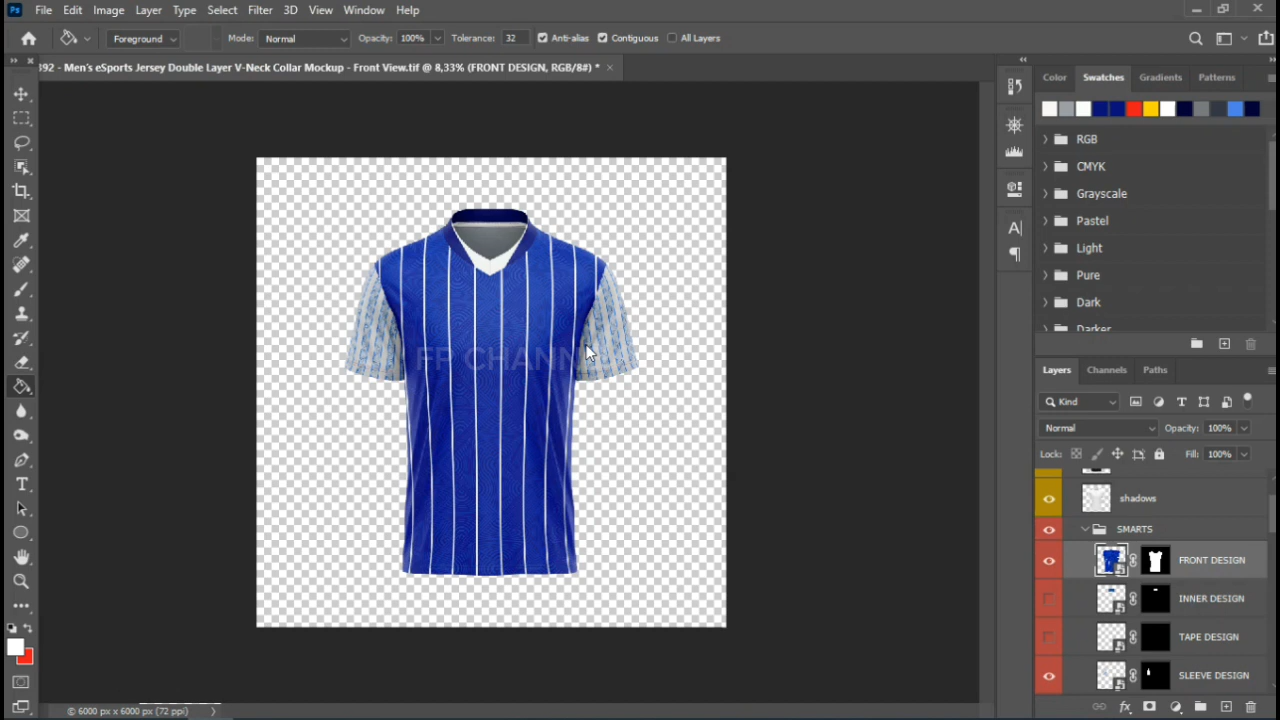 Ps File Edit Image Layer Type Select Filter 3D View Window Help
Foreground Mode: Normal Opacity: 100% Tolerance: 32 Anti-alias Contiguous All Layers
392 - Men's eSports Jersey Double Layer V-Neck Collar Mockup - Front View.tif @ 8,33% (FRONT DESIGN, RGB/8#) * ×
Color Swatches Gradients Patterns
RGB
CMYK
Grayscale
Pastel
Light
Pure
Dark
Darker
FP CHANNEL
Layers Channels Paths
Kind
Normal Opacity: 100%
Lock: Fill: 100%
shadows
SMARTS
FRONT DESIGN
INNER DESIGN
TAPE DESIGN
SLEEVE DESIGN
fx
© 6000 px x 6000 px (72 ppi)